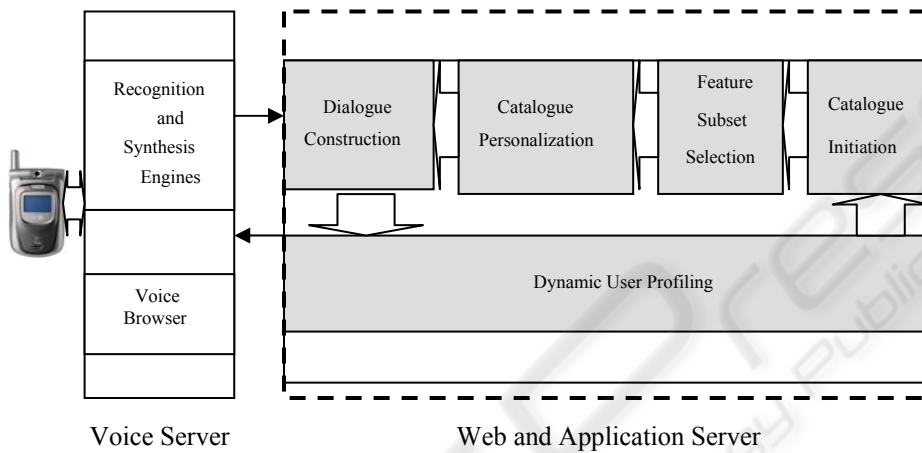 Recognition
and
Synthesis
Engines
Voice
Browser
Dialogue
Construction
Catalogue
Personalization
Feature
Subset
Selection
Catalogue
Initiation
Dynamic User Profiling
Voice Server
Web and Application Server